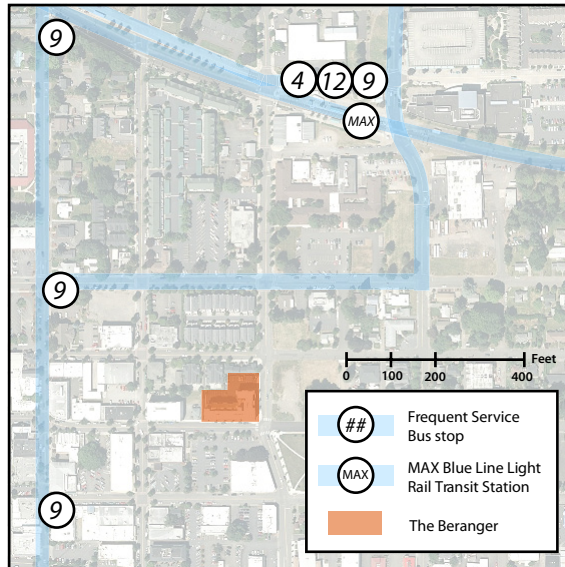 9
4 12 9
MAX
9
Feet
0 100 200 400
##
Frequent Service
Bus stop
MAX
MAX Blue Line Light
Rail Transit Station
The Beranger
9